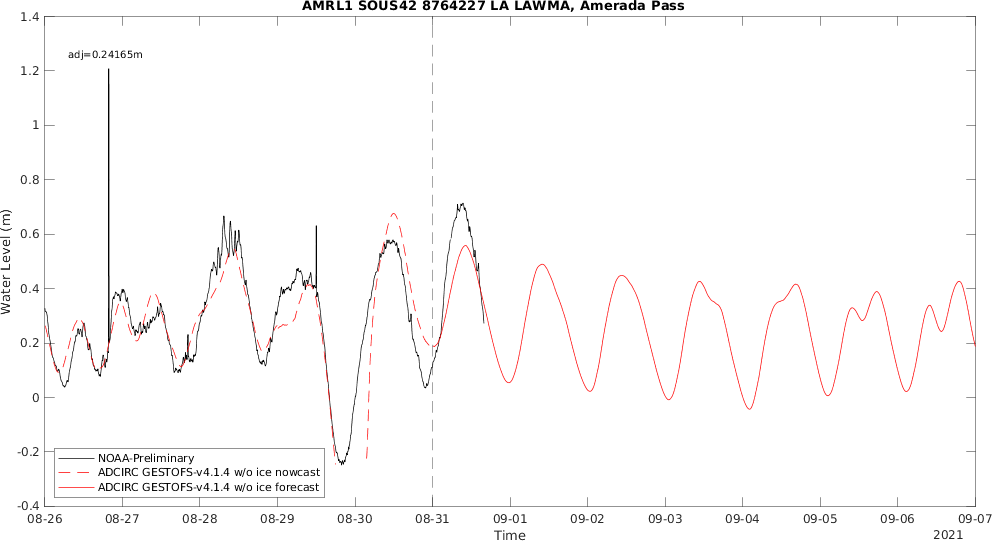 AMRL1 SOUS42 8764227 LA LAWMA, Amerada Pass
1.4
1.2
1
0.8
0.6
0.4
0.2
0
-0.2
-0.4
Water Level (m)
adj=0.24165m
NOAA-Preliminary
ADCIRC GESTOFS-v4.1.4 w/o ice nowcast
ADCIRC GESTOFS-v4.1.4 w/o ice forecast
08-26 08-27 08-28 08-29 08-30 08-31 09-01 09-02 09-03 09-04 09-05 09-06 09-07
Time
2021